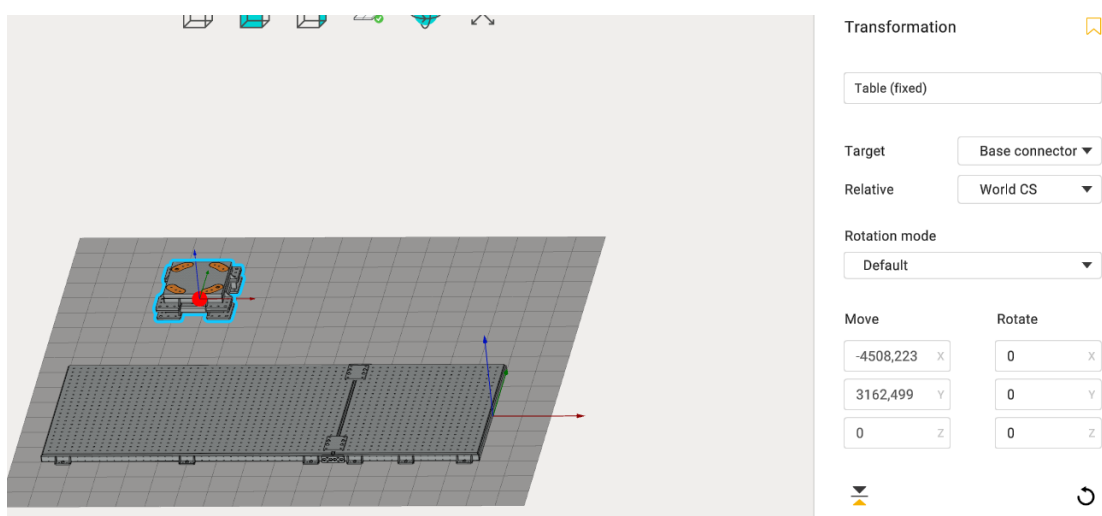 Transformation
Table (fixed)
Target Base connector
Relative World CS
Rotation mode
Default
Move Rotate
-4508,223 X 0 X
3162,499 Y 0 Y
0 Z 0 Z